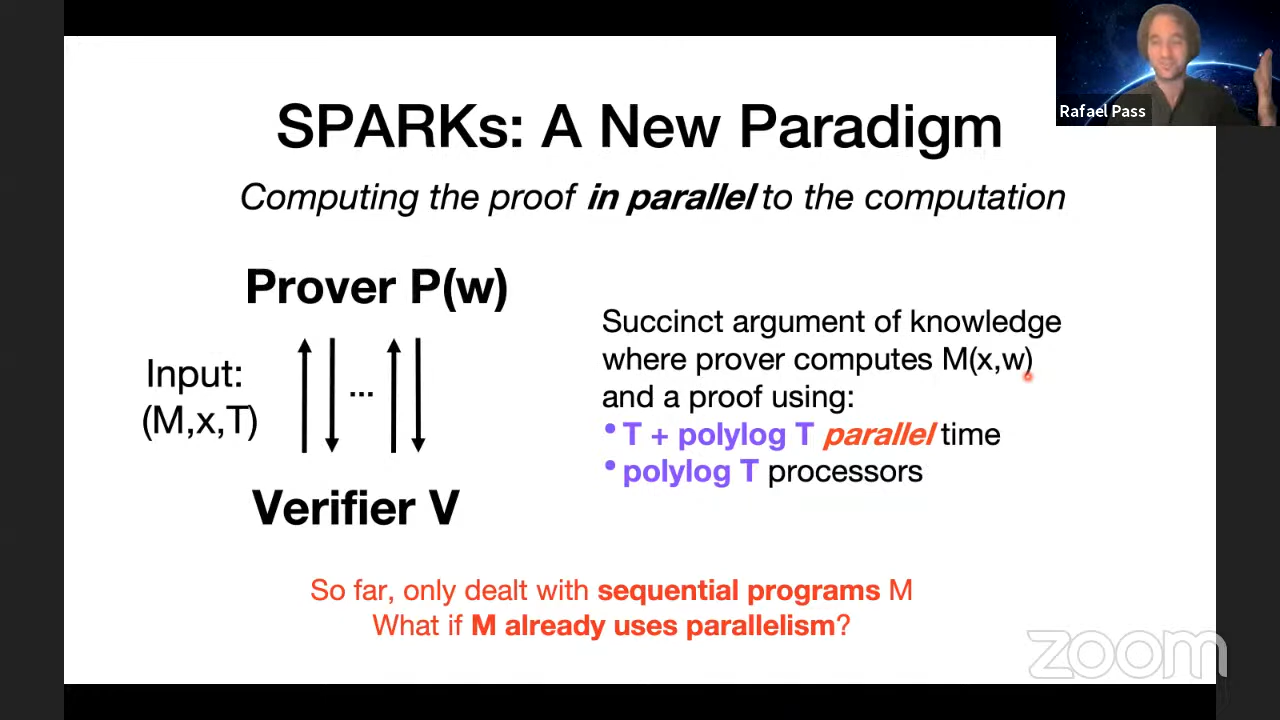 SPARKs: A New Paradigm
Rafael Pass
Computing the proof in parallel to the computation
Prover P(w)
Input:
(M,x,T)
...
Verifier V
Succinct argument of knowledge
where prover computes M(x,w)
and a proof using:
• T + polylog T parallel time
• polylog T processors
So far, only dealt with sequential programs M
What if M already uses parallelism?
zoom